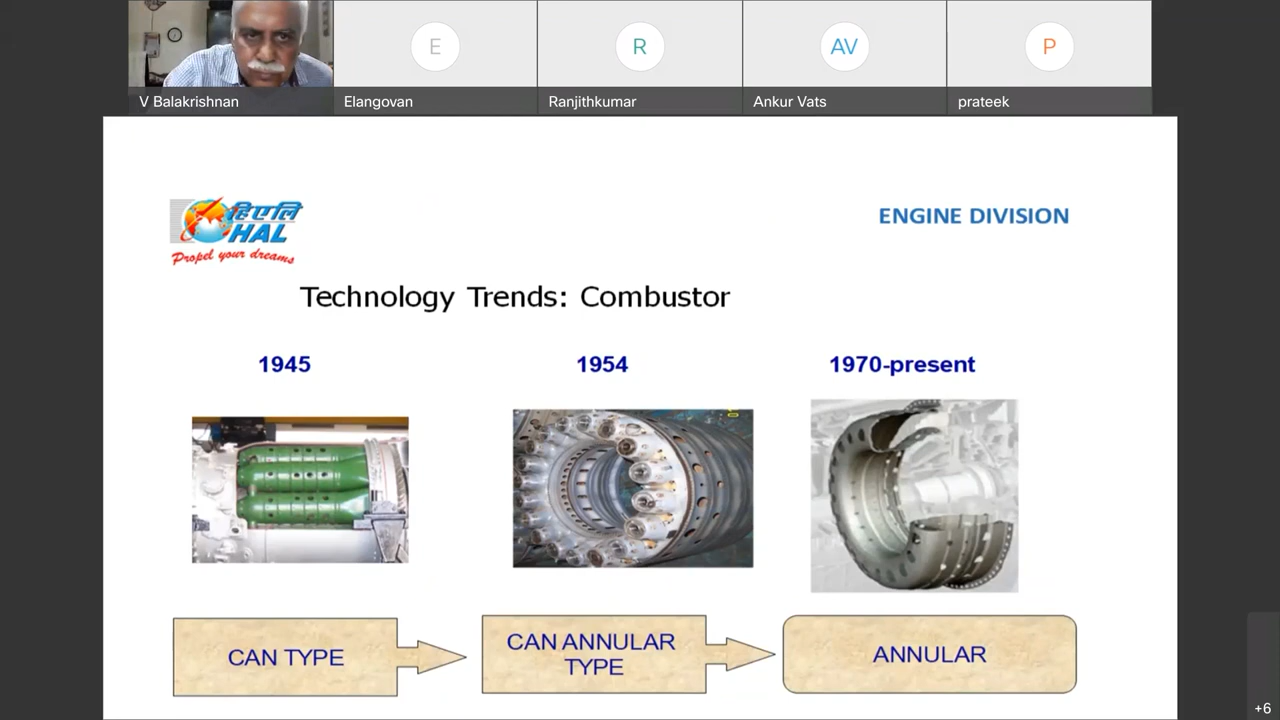 E
R
AV
P
V Balakrishnan
Elangovan
Ranjithkumar
Ankur Vats
prateek
हिएलि
HAL
Propel your dreams
ENGINE DIVISION
Technology Trends: Combustor
1945
1954
1970-present
CAN TYPE
CAN ANNULAR
TYPE
ANNULAR
+6